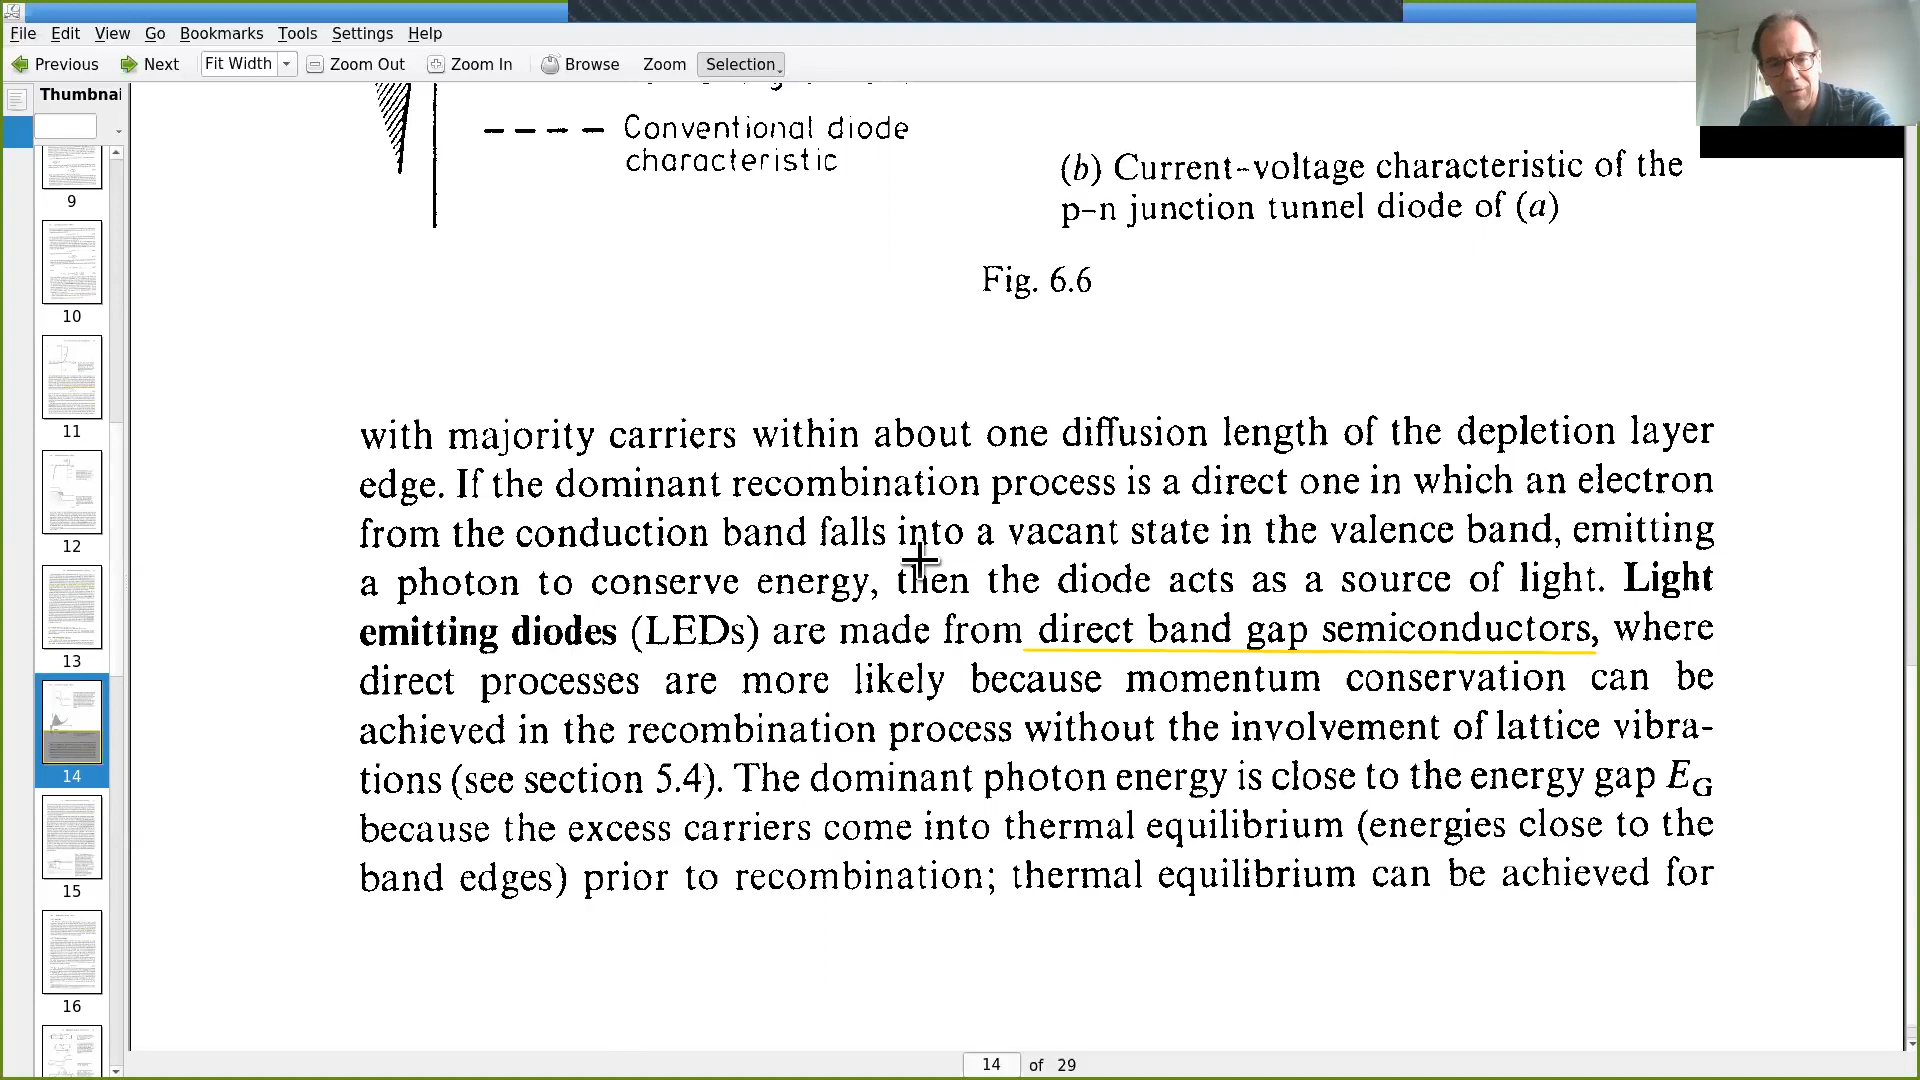 File Edit View Go Bookmarks Tools Settings Help
Previous Next Fit Width Zoom Out Zoom In Browse Zoom Selection
Thumbnai
9
10
11
12
13
14
15
16
Conventional diode
characteristic
(b) Current-voltage characteristic of the
p–n junction tunnel diode of (a)
Fig. 6.6
with majority carriers within about one diffusion length of the depletion layer
edge. If the dominant recombination process is a direct one in which an electron
from the conduction band falls into a vacant state in the valence band, emitting
a photon to conserve energy, then the diode acts as a source of light. Light
emitting diodes (LEDs) are made from direct band gap semiconductors, where
direct processes are more likely because momentum conservation can be
achieved in the recombination process without the involvement of lattice vibra-
tions (see section 5.4). The dominant photon energy is close to the energy gap EG
because the excess carriers come into thermal equilibrium (energies close to the
band edges) prior to recombination; thermal equilibrium can be achieved for
14 of 29